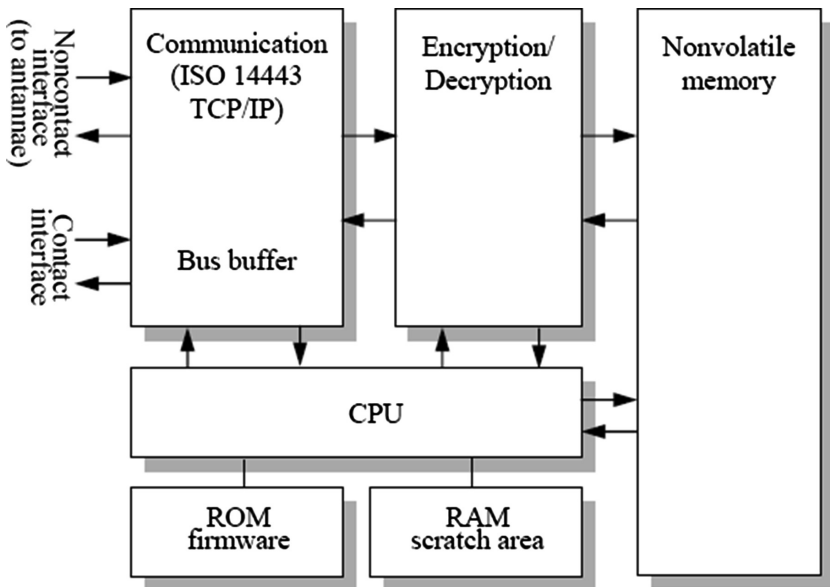 Noncontact
interface
(to antannae)
Contact
interface
Communication
(ISO 14443
TCP/IP)
Bus buffer
Encryption/
Decryption
Nonvolatile
memory
CPU
ROM
firmware
RAM
scratch area